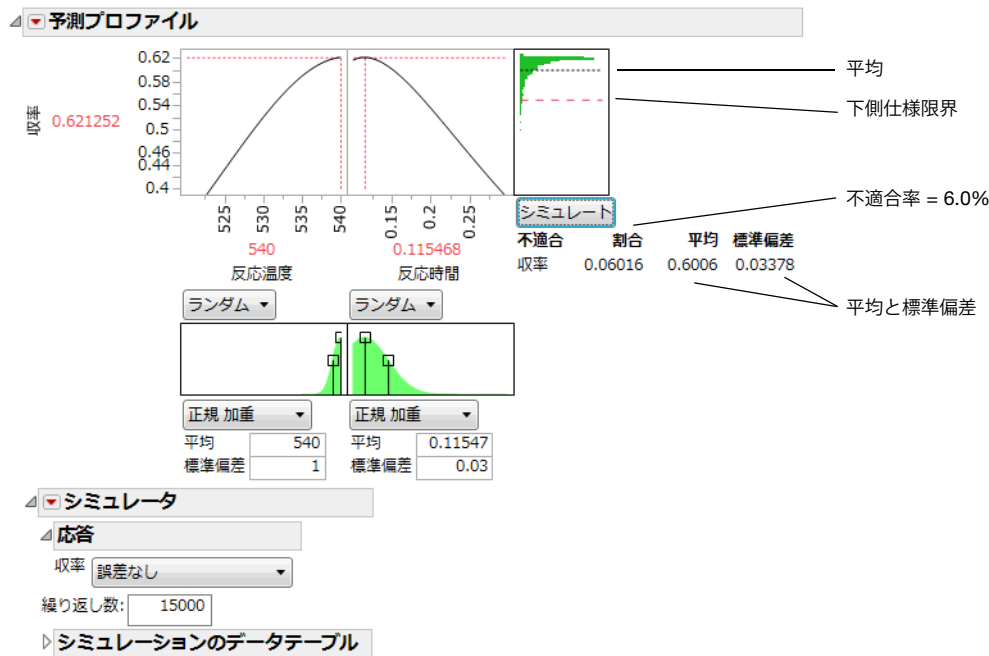 予測プロファイル
0.62
0.58
0.54
0.5
0.46
0.44
0.4
収率
0.621252
525
530
535
540
0.15
0.2
0.25
540
0.115468
反応温度
反応時間
平均
下側仕様限界
不適合率 = 6.0%
シミュレート
不適合 割合 平均 標準偏差
収率 0.06016 0.6006 0.03378
平均と標準偏差
ランダム
ランダム
正規 加重
正規 加重
平均 540
標準偏差 1
平均 0.11547
標準偏差 0.03
シミュレータ
応答
収率 誤差なし
繰り返し数: 15000
シミュレーションのデータテーブル